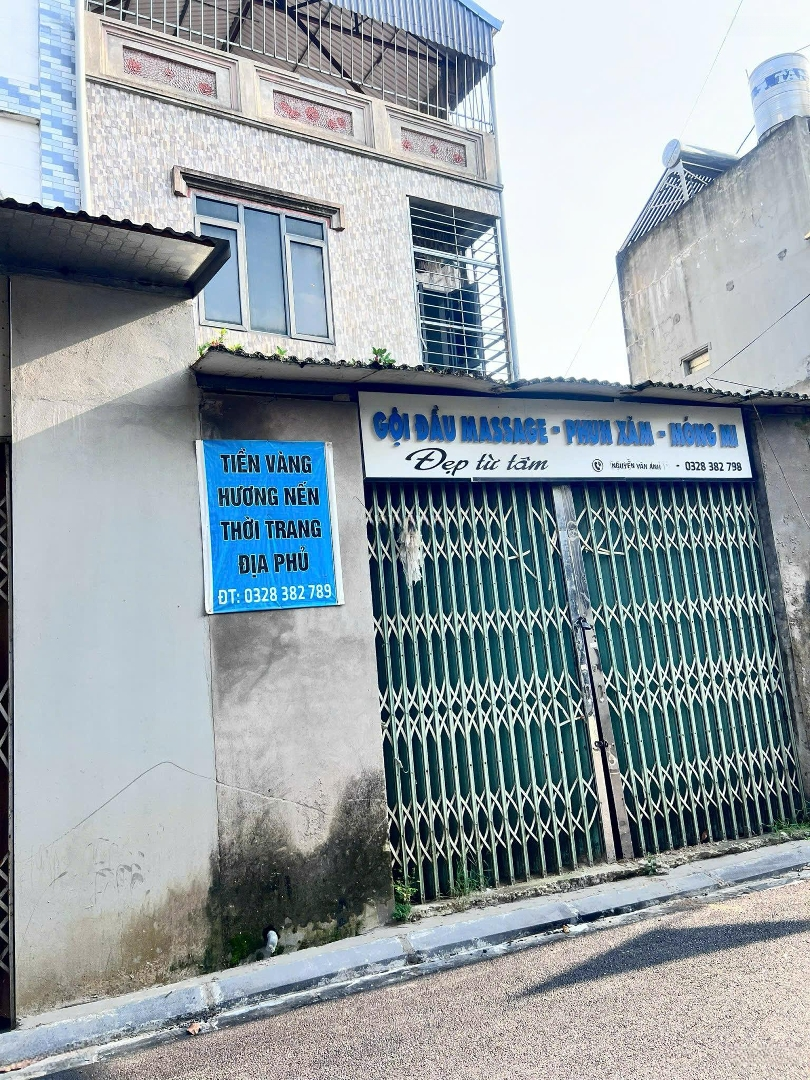 GỘI ĐẦU MASSAGE - PHUN XĂM - NÓNG MI
Đẹp từ tâm
NGUYỄN VÂN ANH - 0328 382 798
TIỀN VÀNG
HƯƠNG NẾN
THỜI TRANG
ĐỊA PHỦ
ĐT: 0328 382 789